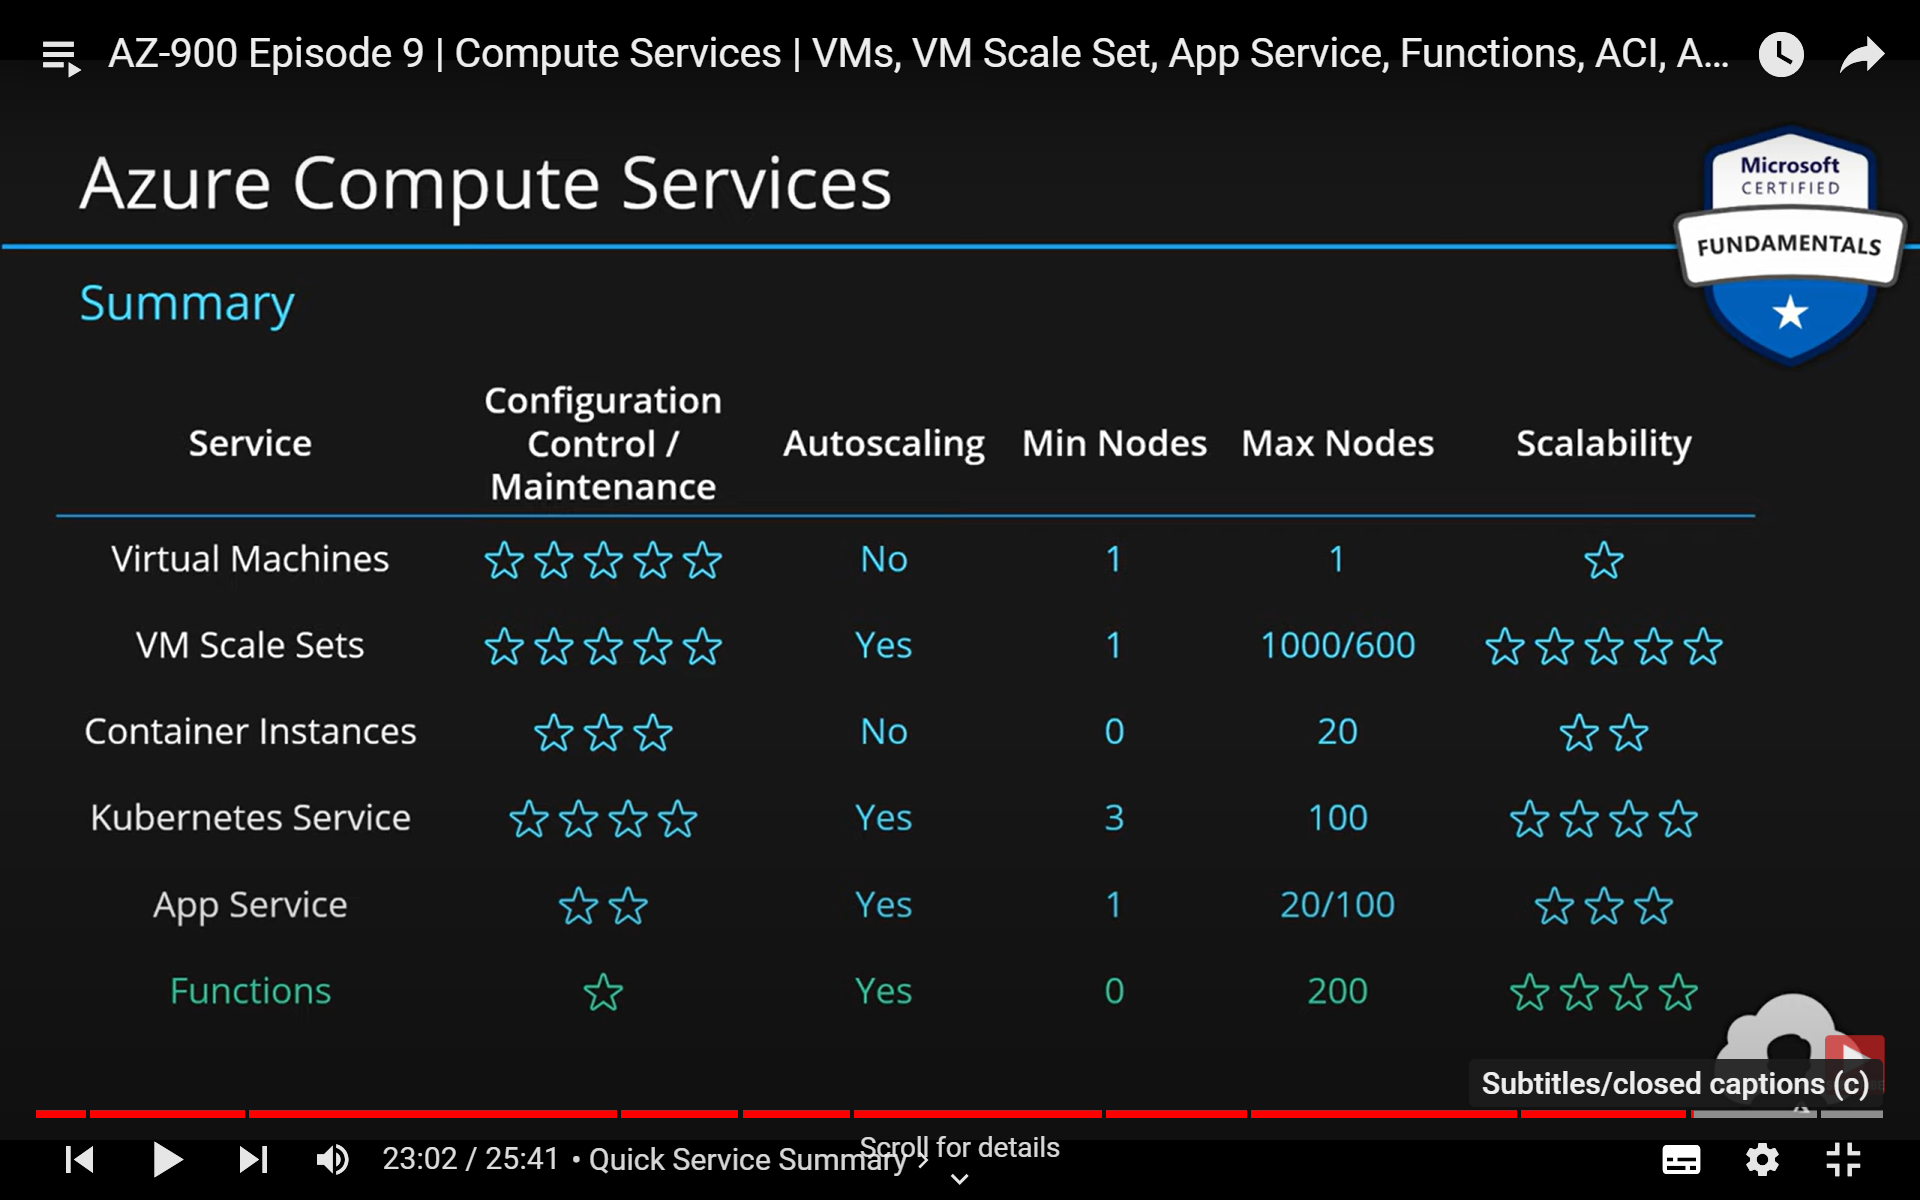 AZ-900 Episode 9 | Compute Services | VMs, VM Scale Set, App Service, Functions, ACI, A...
Azure Compute Services
Microsoft
CERTIFIED
FUNDAMENTALS
Summary
Service Configuration Control / Maintenance Autoscaling Min Nodes Max Nodes Scalability
Virtual Machines No 1 1
VM Scale Sets Yes 1 1000/600
Container Instances No 0 20
Kubernetes Service Yes 3 100
App Service Yes 1 20/100
Functions Yes 0 200
Subtitles/closed captions (c)
23:02 / 25:41 • Quick Service Summary ›
Scroll for details